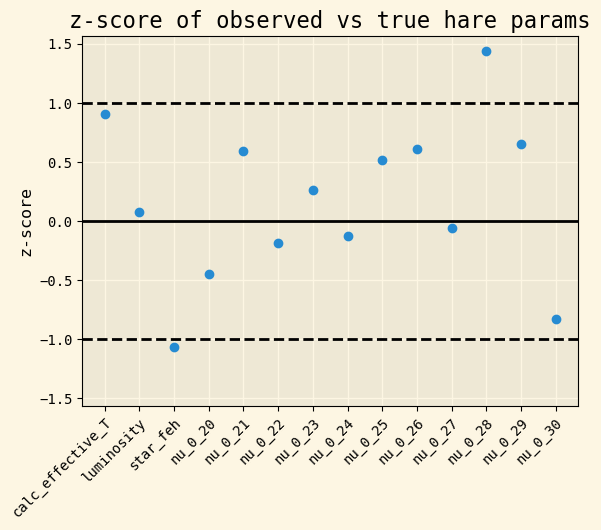 z-score of observed vs true hare params
z-score
1.5
1.0
0.5
0.0
−0.5
−1.0
−1.5
calc_effective_T
luminosity
star_feh
nu_0_20
nu_0_21
nu_0_22
nu_0_23
nu_0_24
nu_0_25
nu_0_26
nu_0_27
nu_0_28
nu_0_29
nu_0_30